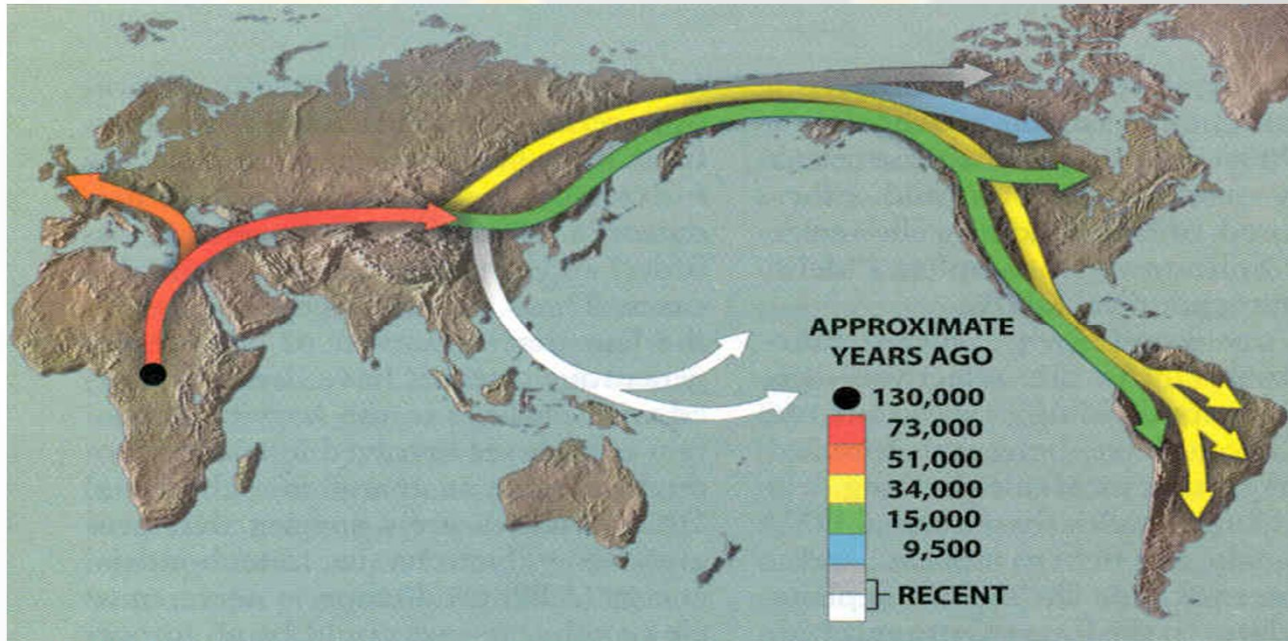 APPROXIMATE
YEARS AGO
130,000
73,000
51,000
34,000
15,000
9,500
RECENT